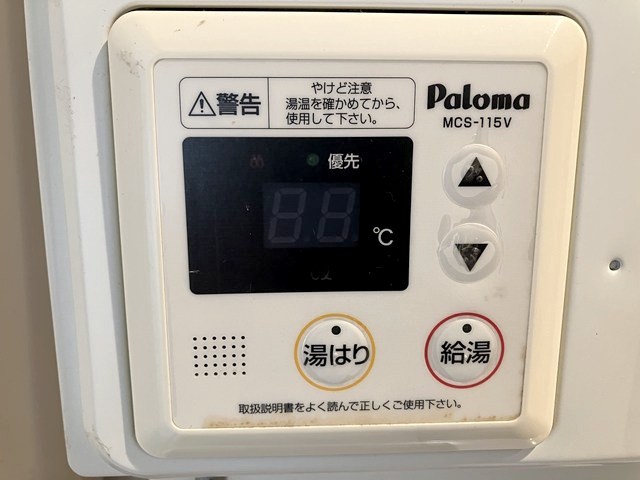 警告
やけど注意
湯温を確かめてから、
使用して下さい。
Paloma
MCS-115V
優先
88
℃
湯はり
給湯
取扱説明書をよく読んで正しくご使用下さい。